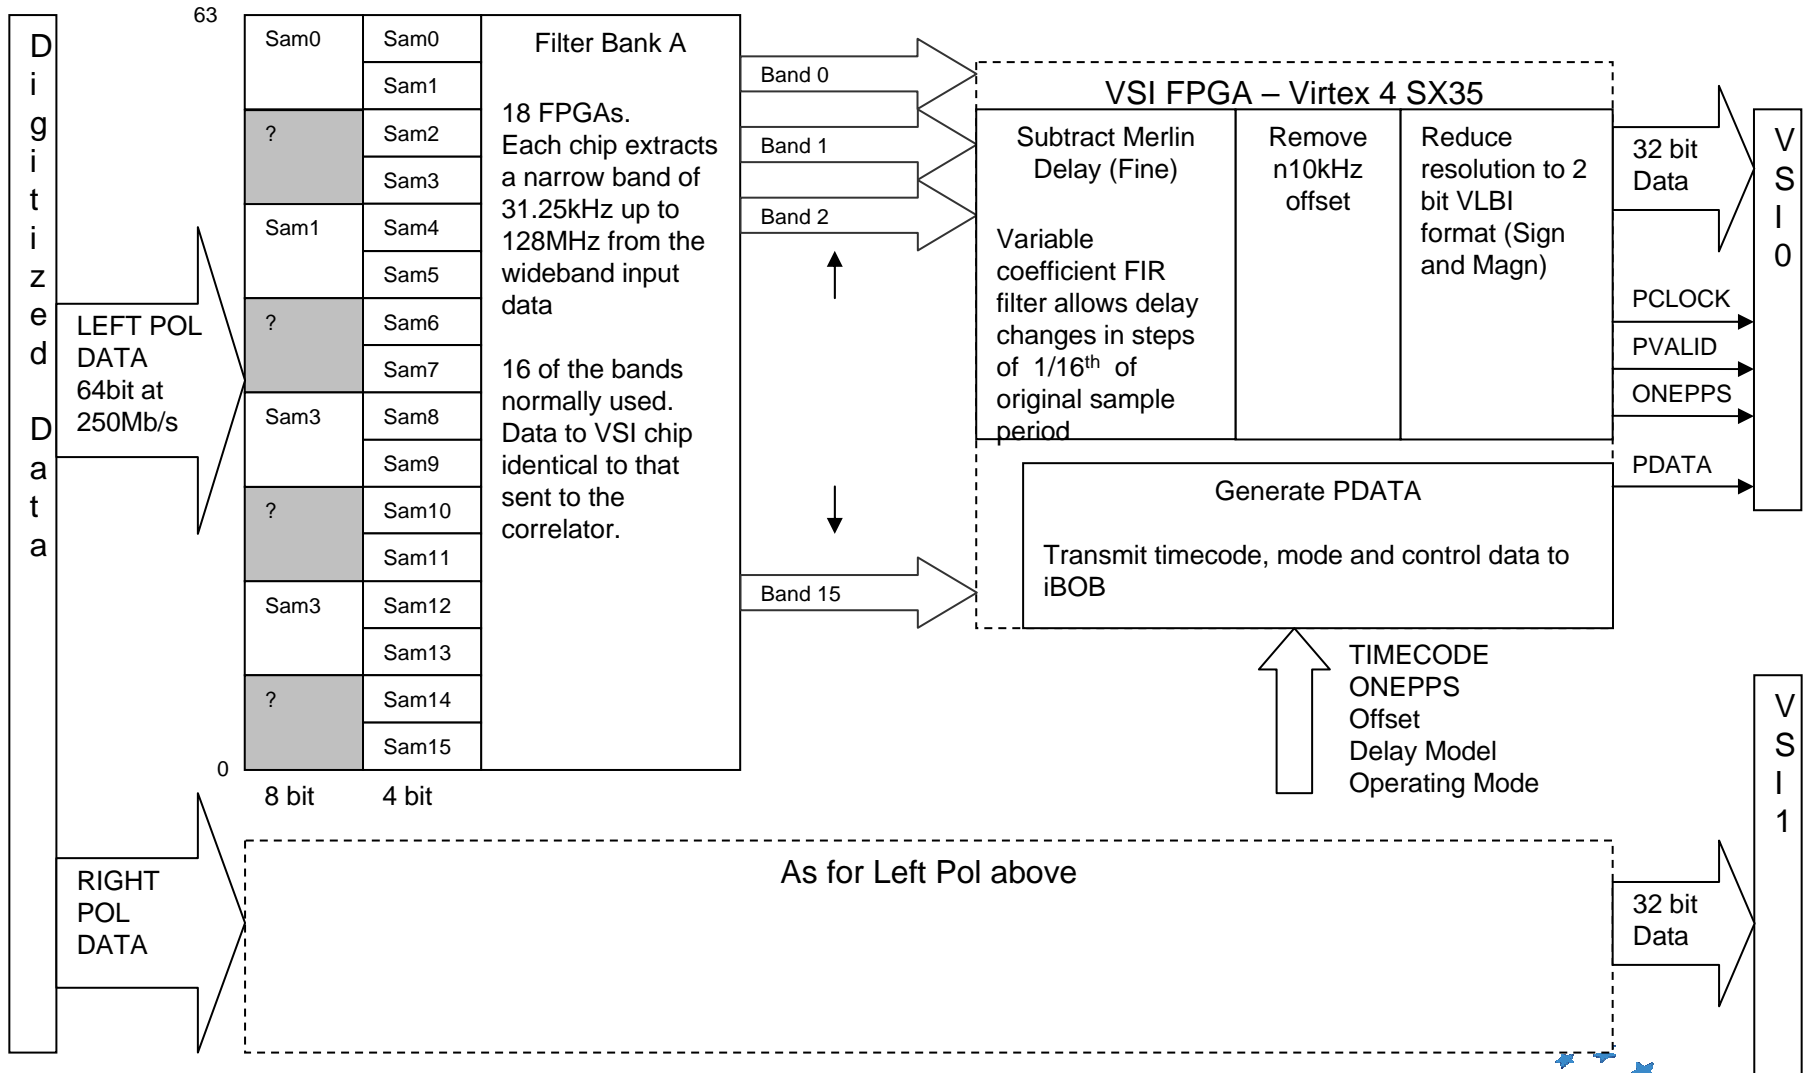 Digitized Data
LEFT POL
DATA
64bit at
250Mb/s
RIGHT
POL
DATA
63
0
Sam0
?
Sam1
?
Sam3
?
Sam3
?
8 bit
Sam0
Sam1
Sam2
Sam3
Sam4
Sam5
Sam6
Sam7
Sam8
Sam9
Sam10
Sam11
Sam12
Sam13
Sam14
Sam15
4 bit
Filter Bank A
18 FPGAs.
Each chip extracts
a narrow band of
31.25kHz up to
128MHz from the
wideband input
data
16 of the bands
normally used.
Data to VSI chip
identical to that
sent to the
correlator.
Band 0
Band 1
Band 2
Band 15
VSI FPGA – Virtex 4 SX35
Subtract Merlin
Delay (Fine)
Variable
coefficient FIR
filter allows delay
changes in steps
of 1/16th of
original sample
period
Remove
n10kHz
offset
Reduce
resolution to 2
bit VLBI
format (Sign
and Magn)
Generate PDATA
Transmit timecode, mode and control data to
iBOB
TIMECODE
ONEPPS
Offset
Delay Model
Operating Mode
32 bit
Data
PCLOCK
PVALID
ONEPPS
PDATA
VSI0
As for Left Pol above
32 bit
Data
VSI1